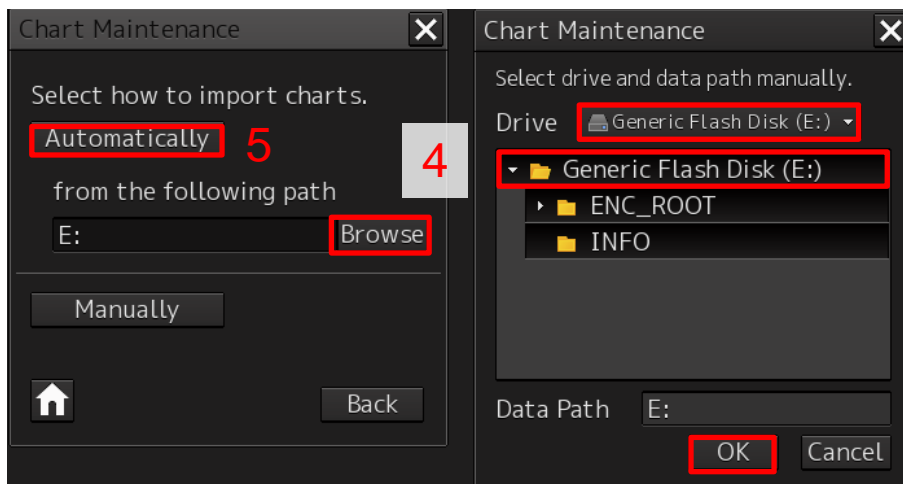 Chart Maintenance
Select how to import charts.
Automatically
5
from the following path
E:
Browse
Manually
Back
4
Chart Maintenance
Select drive and data path manually.
Drive
Generic Flash Disk (E:)
Generic Flash Disk (E:)
ENC_ROOT
INFO
Data Path
E:
OK
Cancel